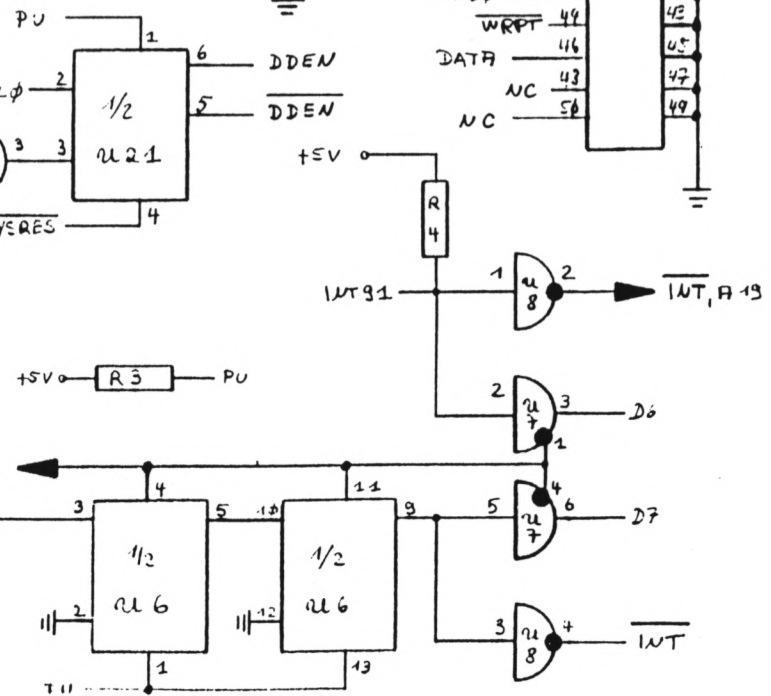 PU
1
6 DDEN
2
1/2
5 DDEN
3 3
U21
4
WRPT 49 43
DATA 46 45
NC 43 47
NC 50 49
+5V
R
4
INT91 1 U 2 INT, A19
8
+5V R3 PU
2 U 3 D6
7
1
4 11
3 5 10 9 5 4
U 6 D7
7
1/2 1/2
U6 U6
2 12
3 U 4 INT
8
1 13